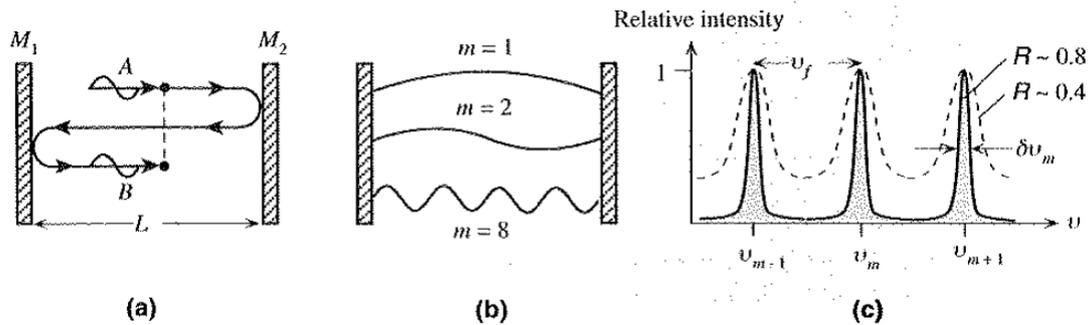 Relative intensity
M₁
M₂
A
B
L
(a)
m = 1
m = 2
m = 8
(b)
1
υf
R ~ 0.8
R ~ 0.4
δυm
υ
υm - 1
υm
υm + 1
(c)